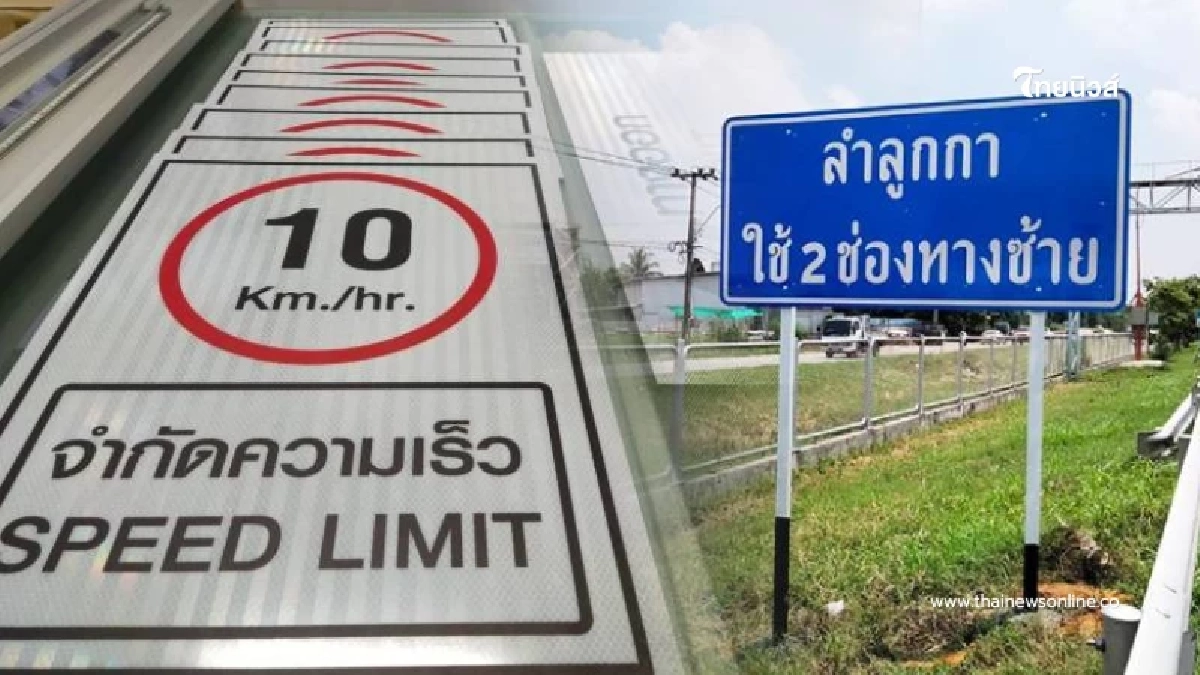 10
Km./hr.
จำกัดความเร็ว
SPEED LIMIT
ไทยนิวส์
ลำลูกกา
ใช้ 2 ช่องทางซ้าย
www.thainewsonline.co